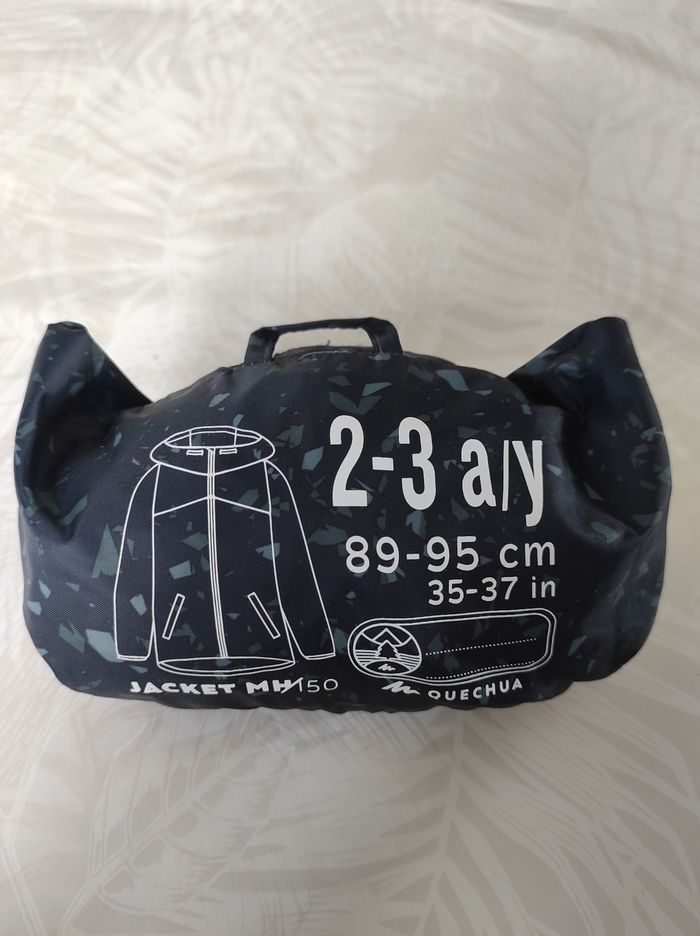 2-3 a/y
89-95 cm
35-37 in
JACKET MH150
QUECHUA